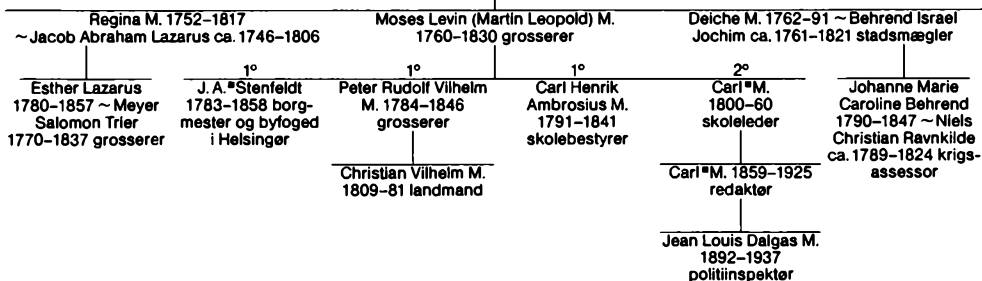 Regina M. 1752–1817
~Jacob Abraham Lazarus ca. 1746–1806
Moses Levin (Martin Leopold) M.
1760–1830 grosserer
Deiche M. 1762–91 ~ Behrend Israel
Jochim ca. 1761–1821 stadsmægler
Esther Lazarus
1780–1857 ~ Meyer
Salomon Trier
1770–1837 grosserer
1°
J. A.■Stenfeldt
1783–1858 borg-
mester og byfoged
i Helsingør
1°
Peter Rudolf Vilhelm
M. 1784–1846
grosserer
Christian Vilhelm M.
1809–81 landmand
1°
Carl Henrik
Ambrosius M.
1791–1841
skolebestyrer
2°
Carl■M.
1800–60
skoleleder
Carl■M. 1859–1925
redaktør
Jean Louis Dalgas M.
1892–1937
politiinspektør
Johanne Marie
Caroline Behrend
1790–1847 ~ Niels
Christian Ravnkilde
ca. 1789–1824 krigs-
assessor